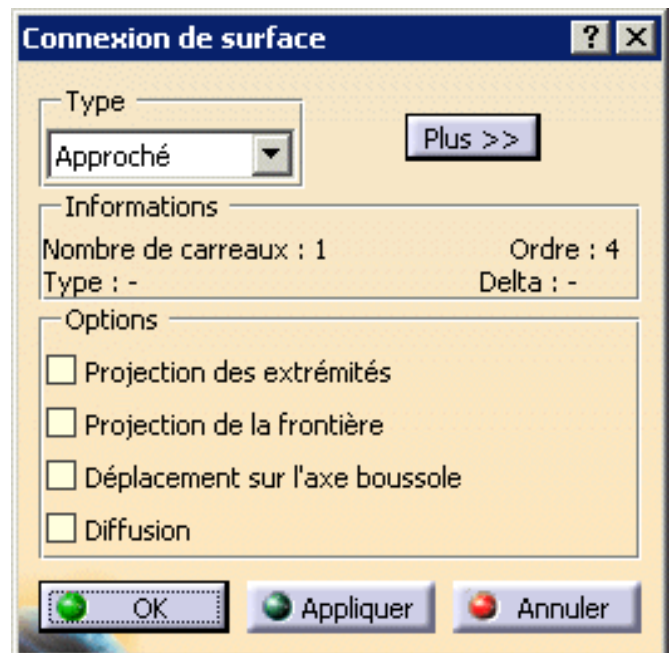 Connexion de surface
Type
Approché
Plus >>
Informations
Nombre de carreaux : 1 Ordre : 4
Type : - Delta : -
Options
Projection des extrémités
Projection de la frontière
Déplacement sur l'axe boussole
Diffusion
OK Appliquer Annuler